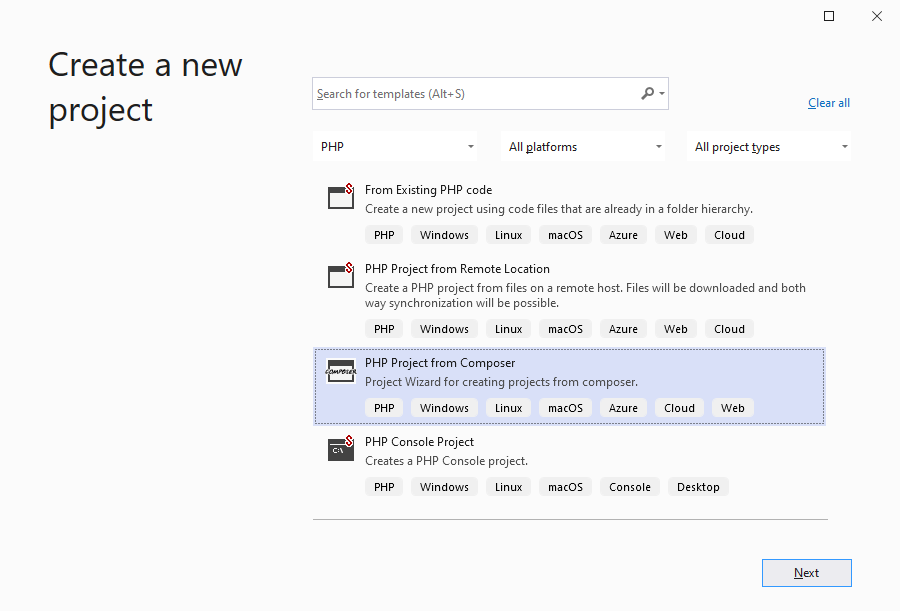 Create a new
project
Search for templates (Alt+S)
Clear all
PHP
All platforms
All project types
From Existing PHP code
Create a new project using code files that are already in a folder hierarchy.
PHP Windows Linux macOS Azure Web Cloud
PHP Project from Remote Location
Create a PHP project from files on a remote host. Files will be downloaded and both
way synchronization will be possible.
PHP Windows Linux macOS Azure Web Cloud
COMPOSER
PHP Project from Composer
Project Wizard for creating projects from composer.
PHP Windows Linux macOS Azure Cloud Web
C:\
PHP Console Project
Creates a PHP Console project.
PHP Windows Linux macOS Console Desktop
Next